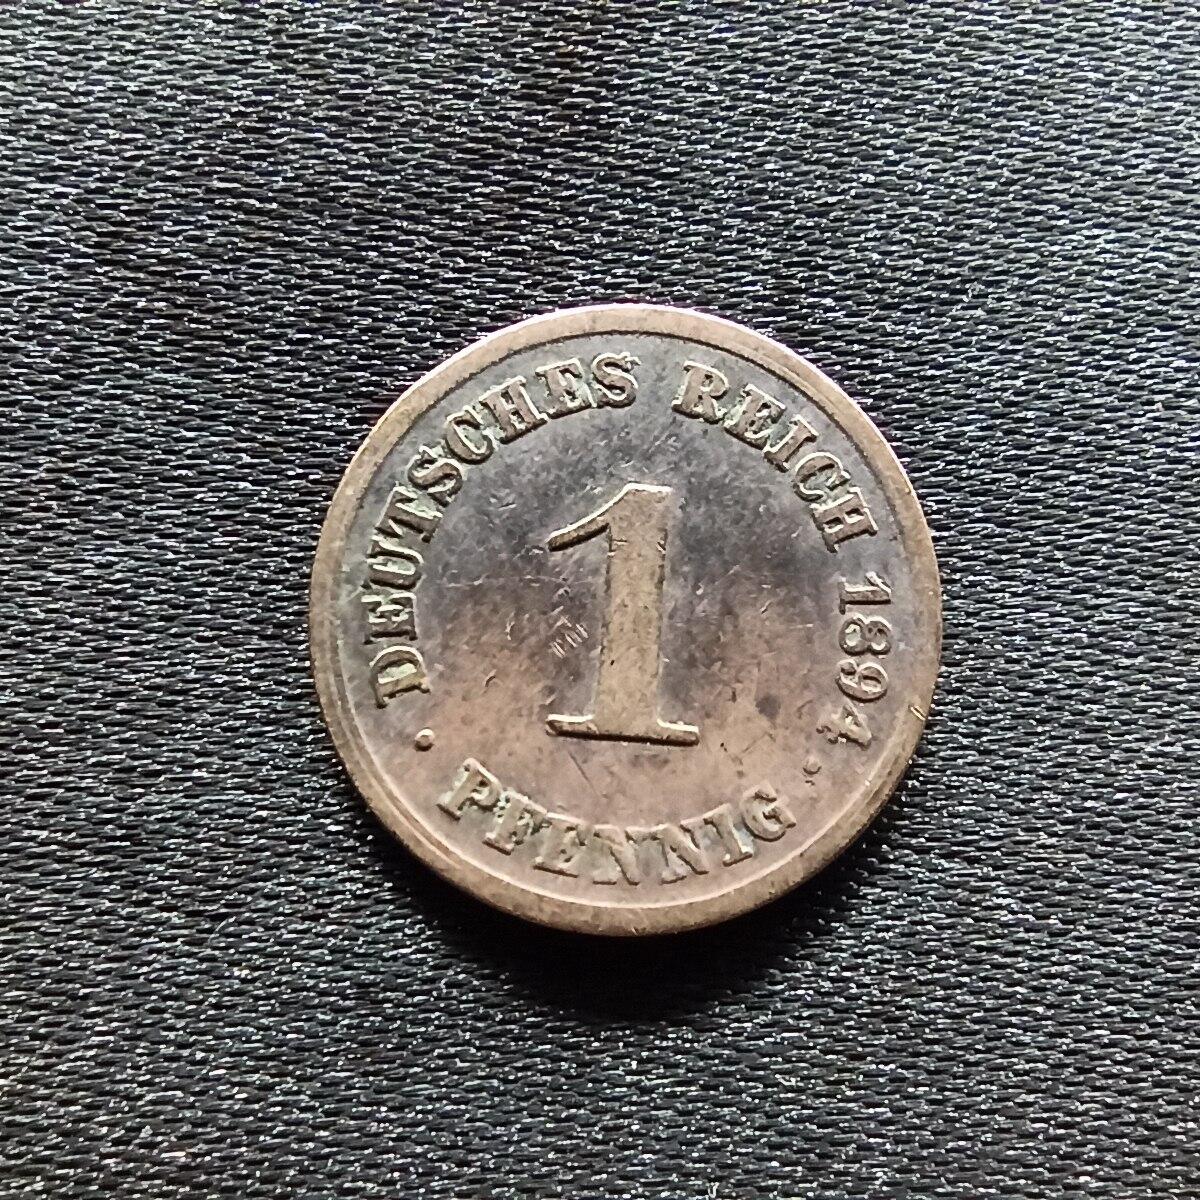 DEUTSCHES REICH 1894
1
PFENNIG